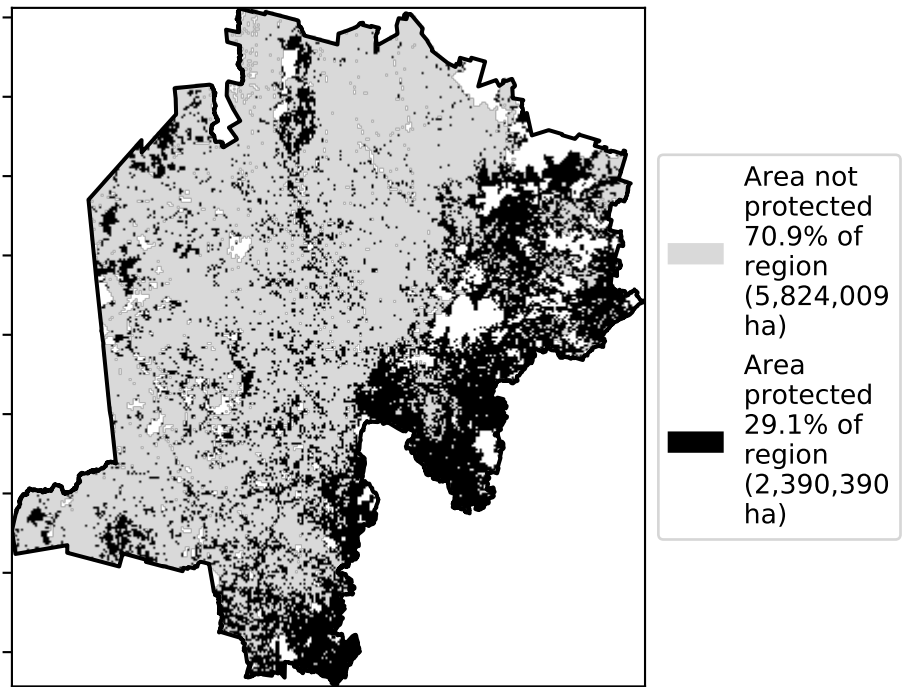 Area not
protected
70.9% of
region
(5,824,009
ha)
Area
protected
29.1% of
region
(2,390,390
ha)